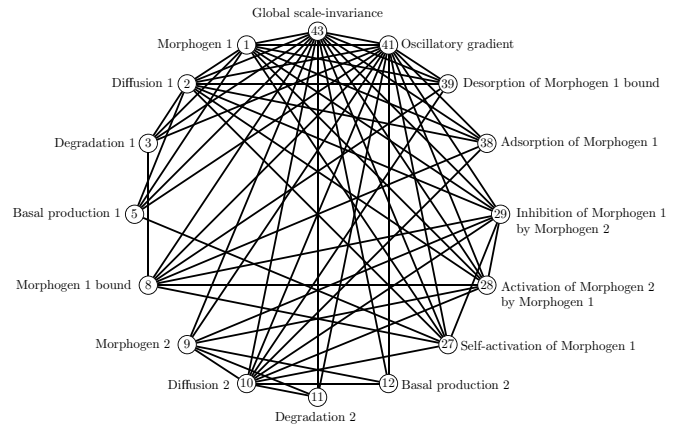 Global scale-invariance
43
Morphogen 1
1
41
Oscillatory gradient
Diffusion 1
2
39
Desorption of Morphogen 1 bound
Degradation 1
3
38
Adsorption of Morphogen 1
Basal production 1
5
29
Inhibition of Morphogen 1
by Morphogen 2
Morphogen 1 bound
8
28
Activation of Morphogen 2
by Morphogen 1
Morphogen 2
9
27
Self-activation of Morphogen 1
Diffusion 2
10
12
Basal production 2
11
Degradation 2